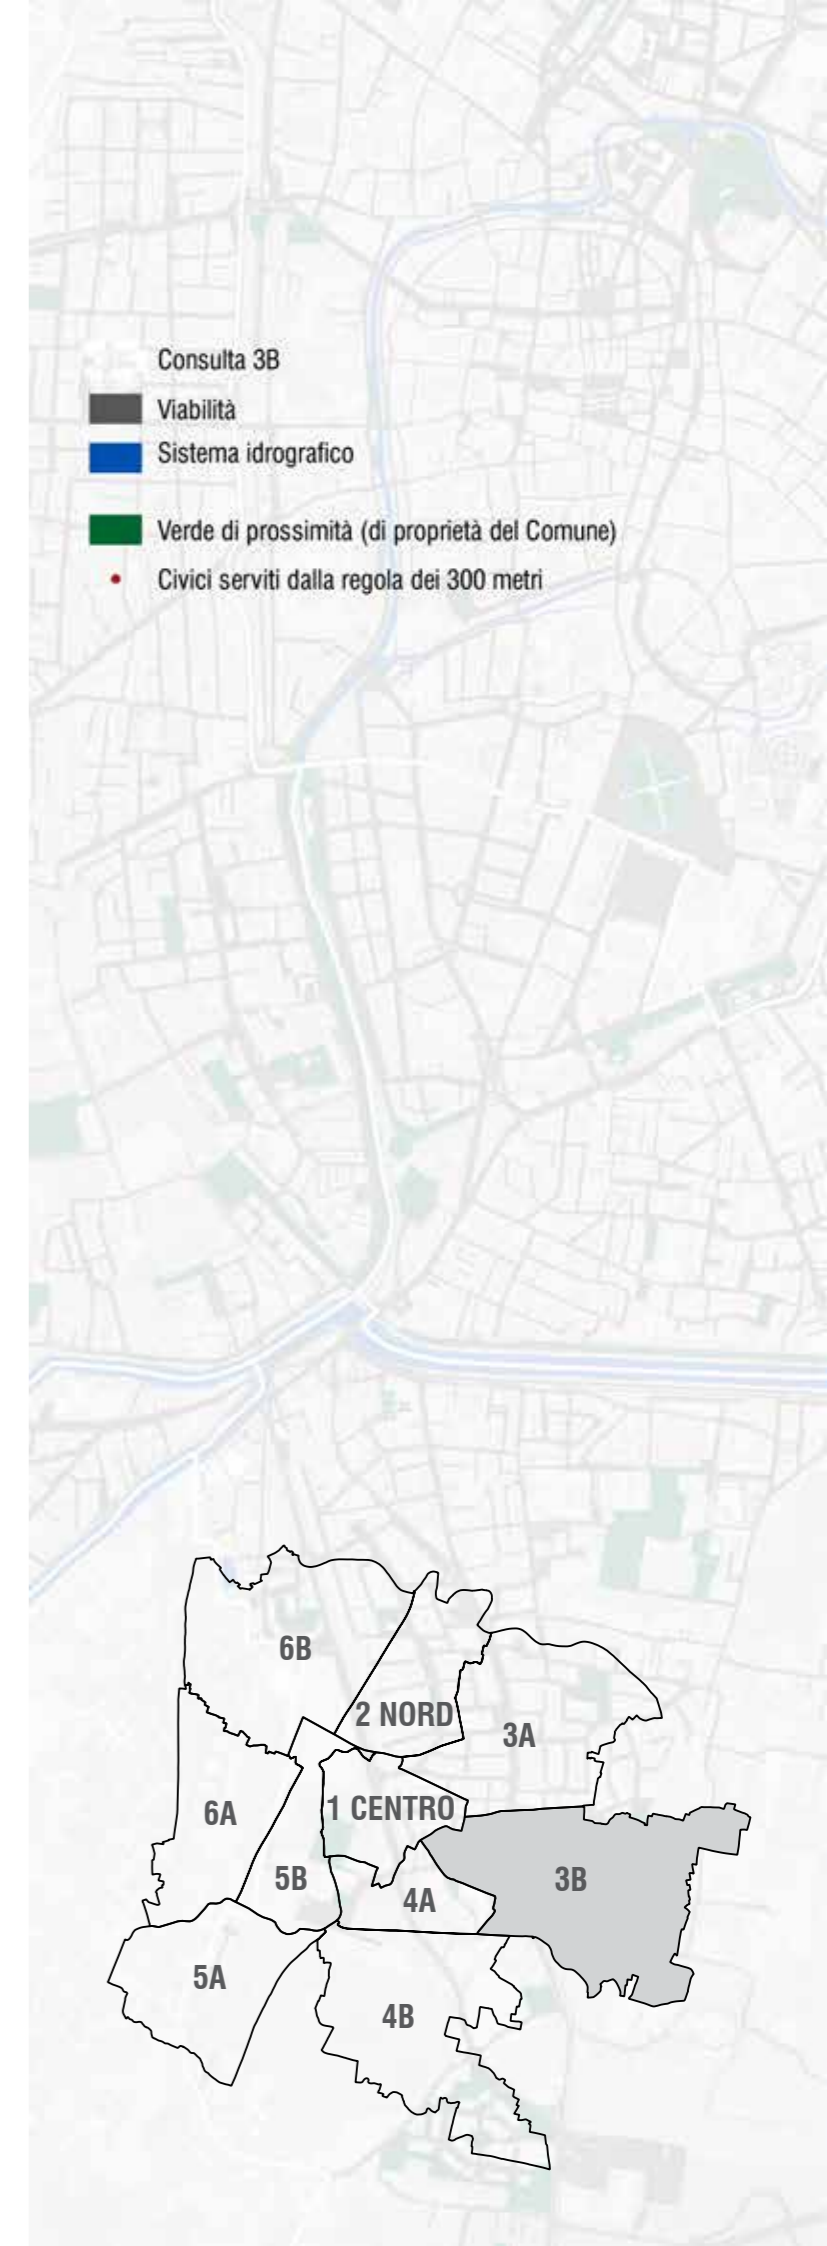 Consulta 3B
Viabilità
Sistema idrografico
Verde di prossimità (di proprietà del Comune)
Civici serviti dalla regola dei 300 metri
6B
2 NORD
3A
6A
1 CENTRO
5B
4A
3B
5A
4B